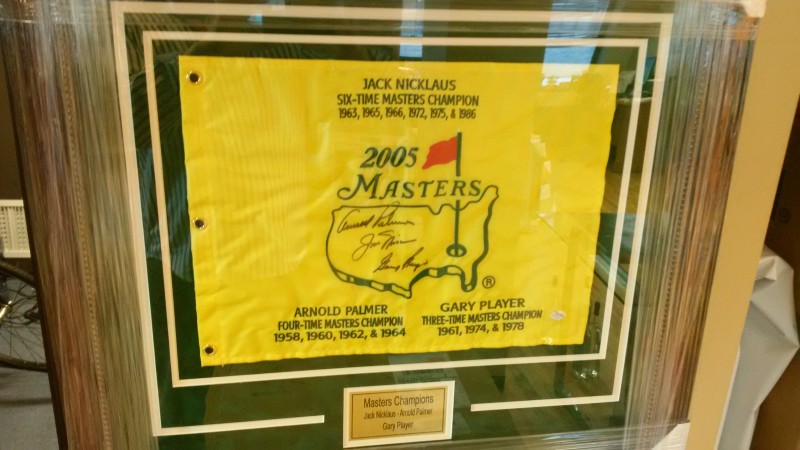 JACK NICKLAUS
SIX-TIME MASTERS CHAMPION
1963, 1965, 1966, 1972, 1975, & 1986
2005
MASTERS
Arnold Palmer
®
ARNOLD PALMER
FOUR-TIME MASTERS CHAMPION
1958, 1960, 1962, & 1964
GARY PLAYER
THREE-TIME MASTERS CHAMPION
1961, 1974, & 1978
Masters Champions
Jack Nicklaus - Arnold Palmer
Gary Player